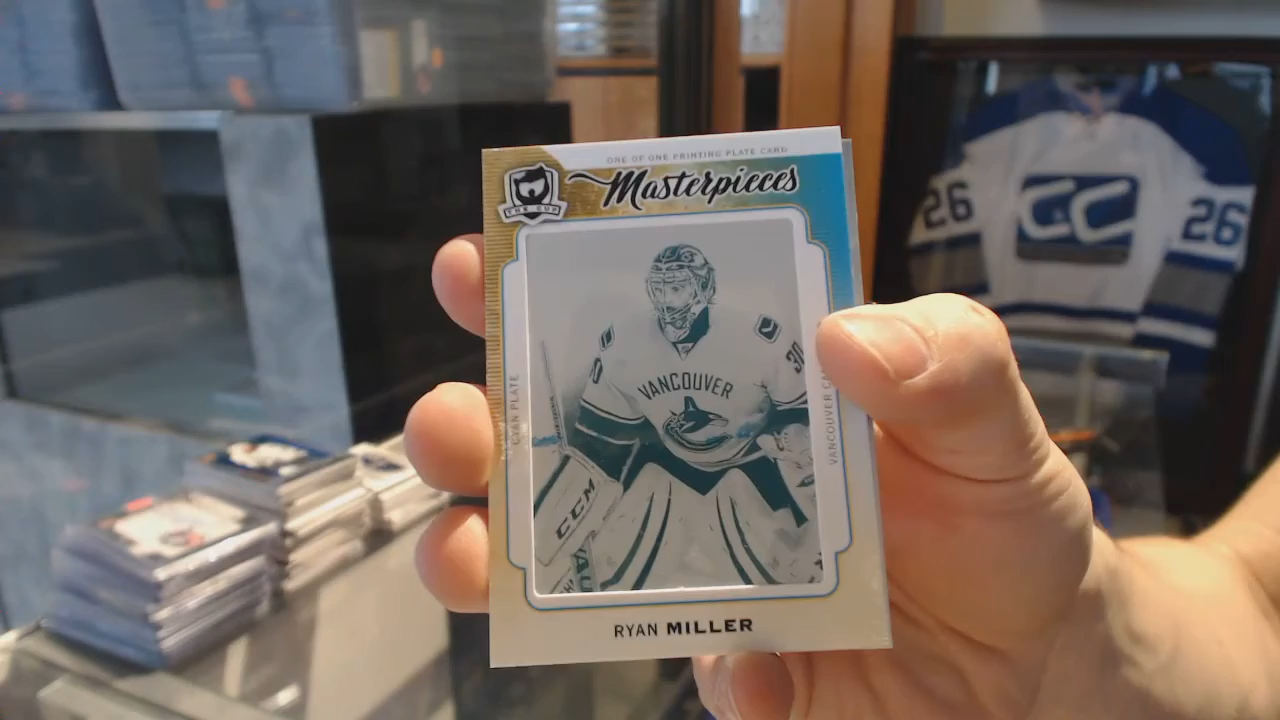 ONE OF ONE PRINTING PLATE CARD
THE CUP
Masterpieces
CYAN PLATE
30
VANCOUVER
VANCOUVER CA
CCM
RYAN MILLER
26
CC
26